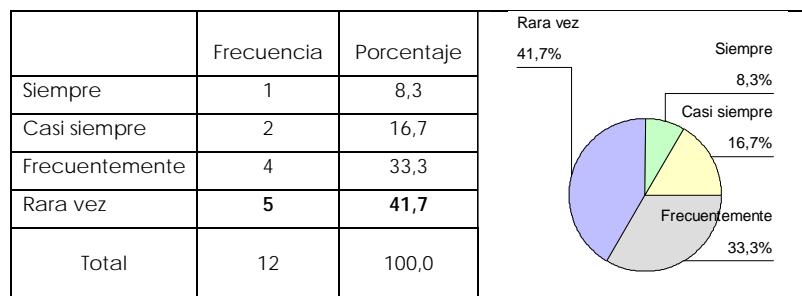 Frecuencia Porcentaje
Siempre 1 8,3
Casi siempre 2 16,7
Frecuentemente 4 33,3
Rara vez 5 41,7
Total 12 100,0
Rara vez
41,7%
Siempre
8,3%
Casi siempre
16,7%
Frecuentemente
33,3%